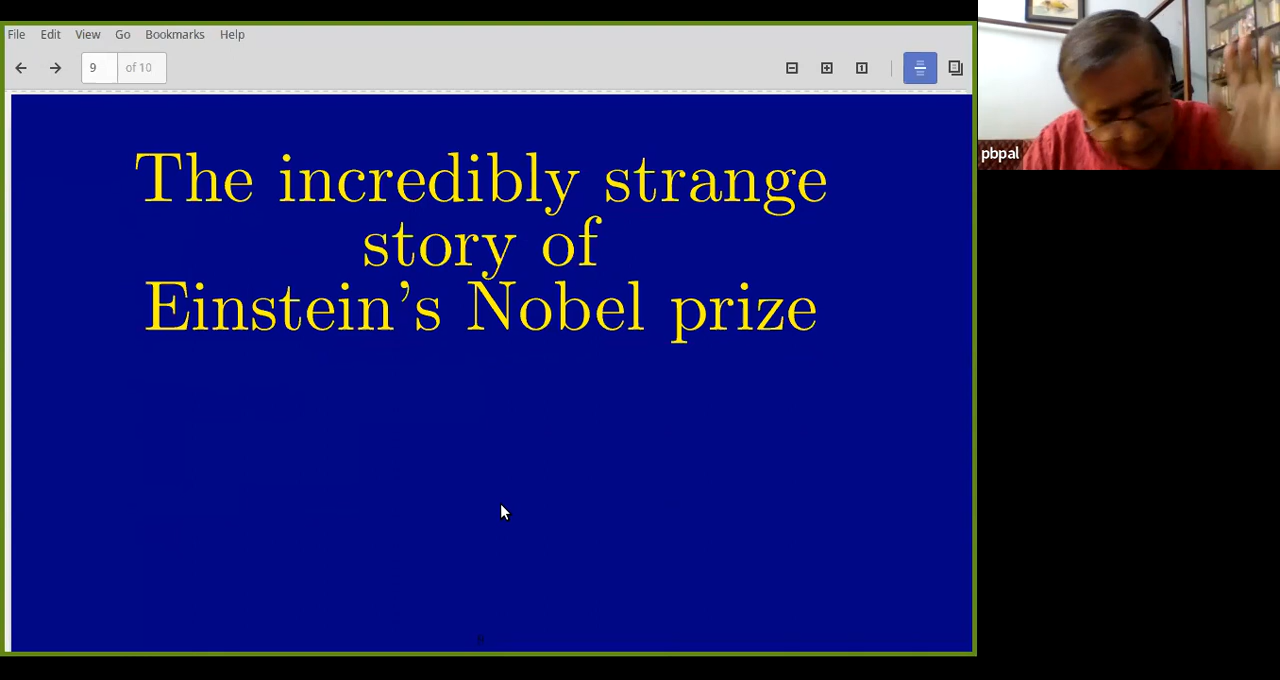 File Edit View Go Bookmarks Help
9 of 10
The incredibly strange
story of
Einstein's Nobel prize
pbpal